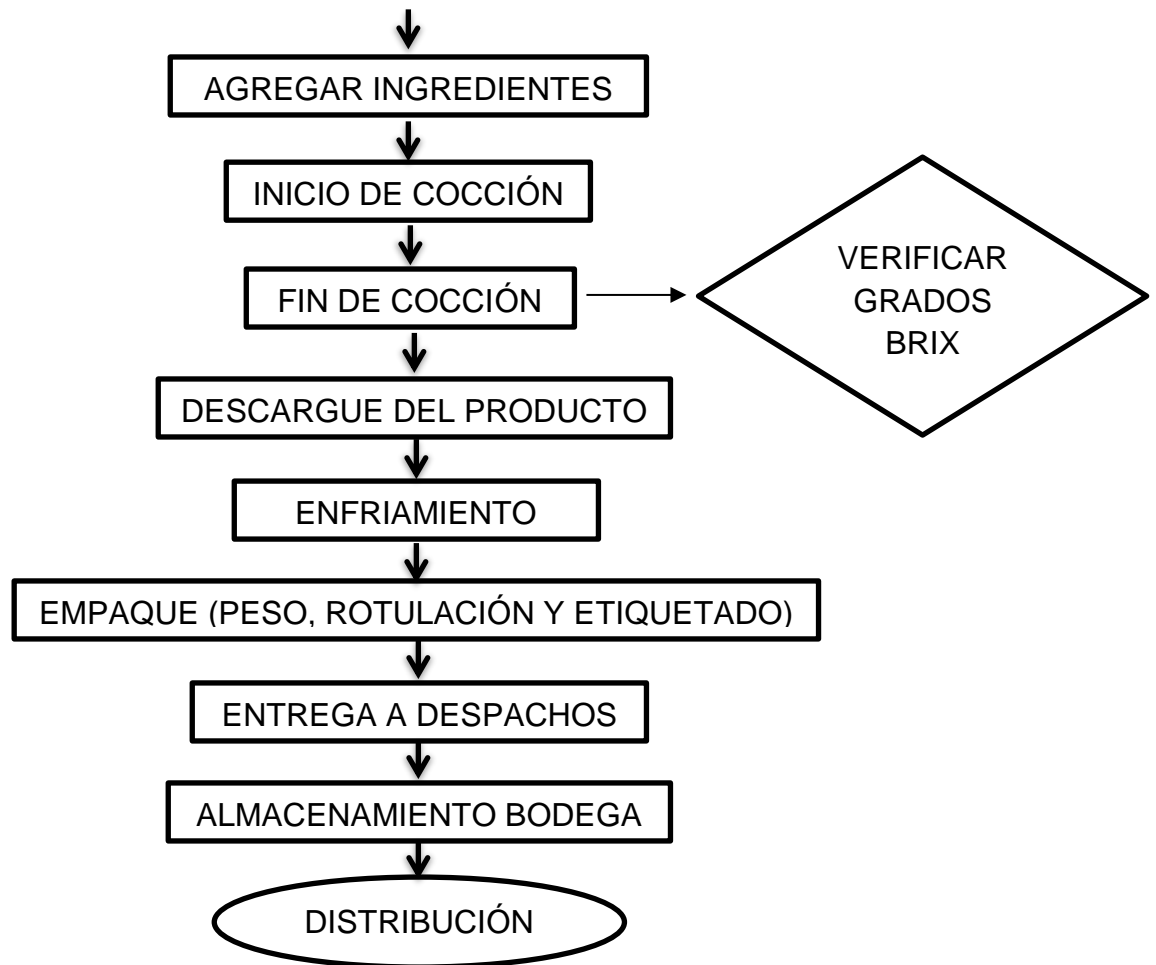 AGREGAR INGREDIENTES
INICIO DE COCCIÓN
FIN DE COCCIÓN
VERIFICAR
GRADOS
BRIX
DESCARGUE DEL PRODUCTO
ENFRIAMIENTO
EMPAQUE (PESO, ROTULACIÓN Y ETIQUETADO)
ENTREGA A DESPACHOS
ALMACENAMIENTO BODEGA
DISTRIBUCIÓN